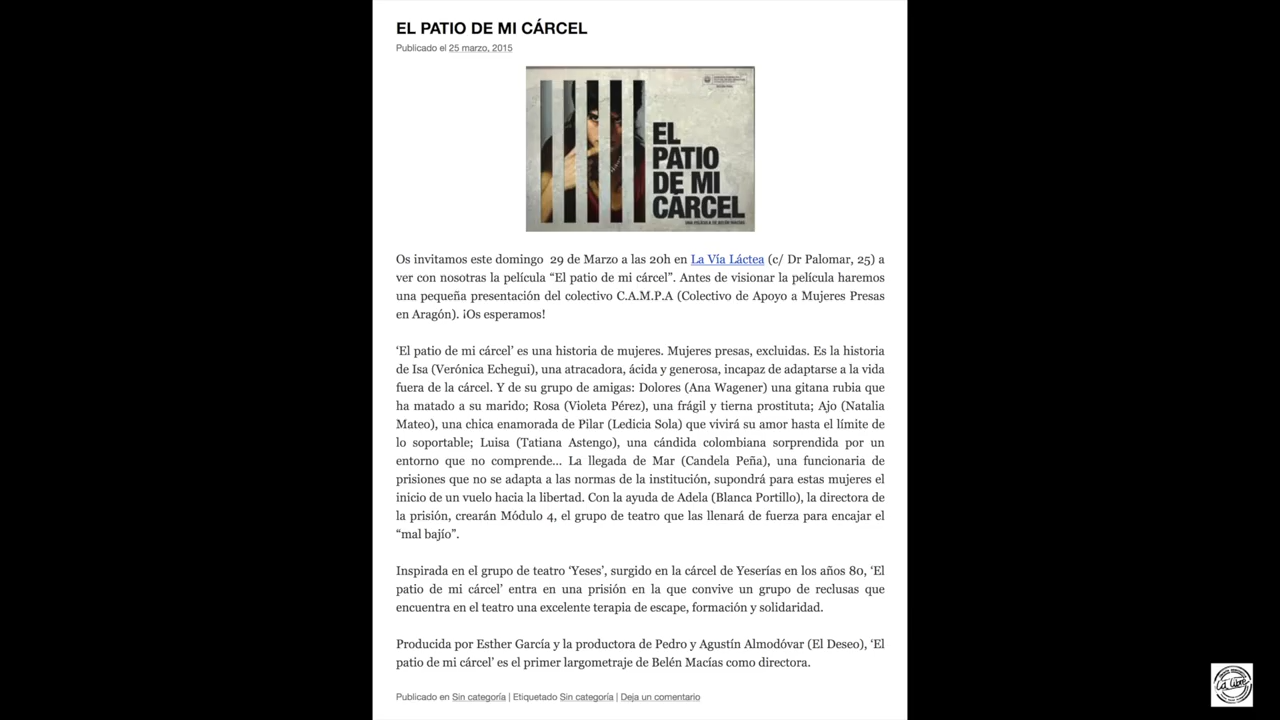 EL PATIO DE MI CÁRCEL
Publicado el 25 marzo, 2015
EL
PATIO
DE MI
CÁRCEL
Os invitamos este domingo  29 de Marzo a las 20h en La Vía Láctea (c/ Dr Palomar, 25) a
ver con nosotras la película “El patio de mi cárcel”. Antes de visionar la película haremos
una pequeña presentación del colectivo C.A.M.P.A (Colectivo de Apoyo a Mujeres Presas
en Aragón). ¡Os esperamos!
‘El patio de mi cárcel’ es una historia de mujeres. Mujeres presas, excluidas. Es la historia
de Isa (Verónica Echegui), una atracadora, ácida y generosa, incapaz de adaptarse a la vida
fuera de la cárcel. Y de su grupo de amigas: Dolores (Ana Wagener) una gitana rubia que
ha matado a su marido; Rosa (Violeta Pérez), una frágil y tierna prostituta; Ajo (Natalia
Mateo), una chica enamorada de Pilar (Ledicia Sola) que vivirá su amor hasta el límite de
lo soportable; Luisa (Tatiana Astengo), una cándida colombiana sorprendida por un
entorno que no comprende... La llegada de Mar (Candela Peña), una funcionaria de
prisiones que no se adapta a las normas de la institución, supondrá para estas mujeres el
inicio de un vuelo hacia la libertad. Con la ayuda de Adela (Blanca Portillo), la directora de
la prisión, crearán Módulo 4, el grupo de teatro que las llenará de fuerza para encajar el
“mal bajío”.
Inspirada en el grupo de teatro ‘Yeses’, surgido en la cárcel de Yeserías en los años 80, ‘El
patio de mi cárcel’ entra en una prisión en la que convive un grupo de reclusas que
encuentra en el teatro una excelente terapia de escape, formación y solidaridad.
Producida por Esther García y la productora de Pedro y Agustín Almodóvar (El Deseo), ‘El
patio de mi cárcel’ es el primer largometraje de Belén Macías como directora.
Publicado en Sin categoría | Etiquetado Sin categoría | Deja un comentario